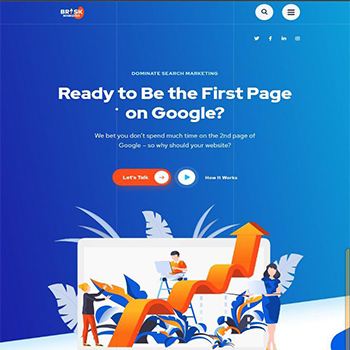 BRISK
DOMINATE SEARCH MARKETING
Ready to Be the First Page
on Google?
We bet you don't spend much time on the 2nd page of
Google – so why should your website?
Let's Talk
How It Works